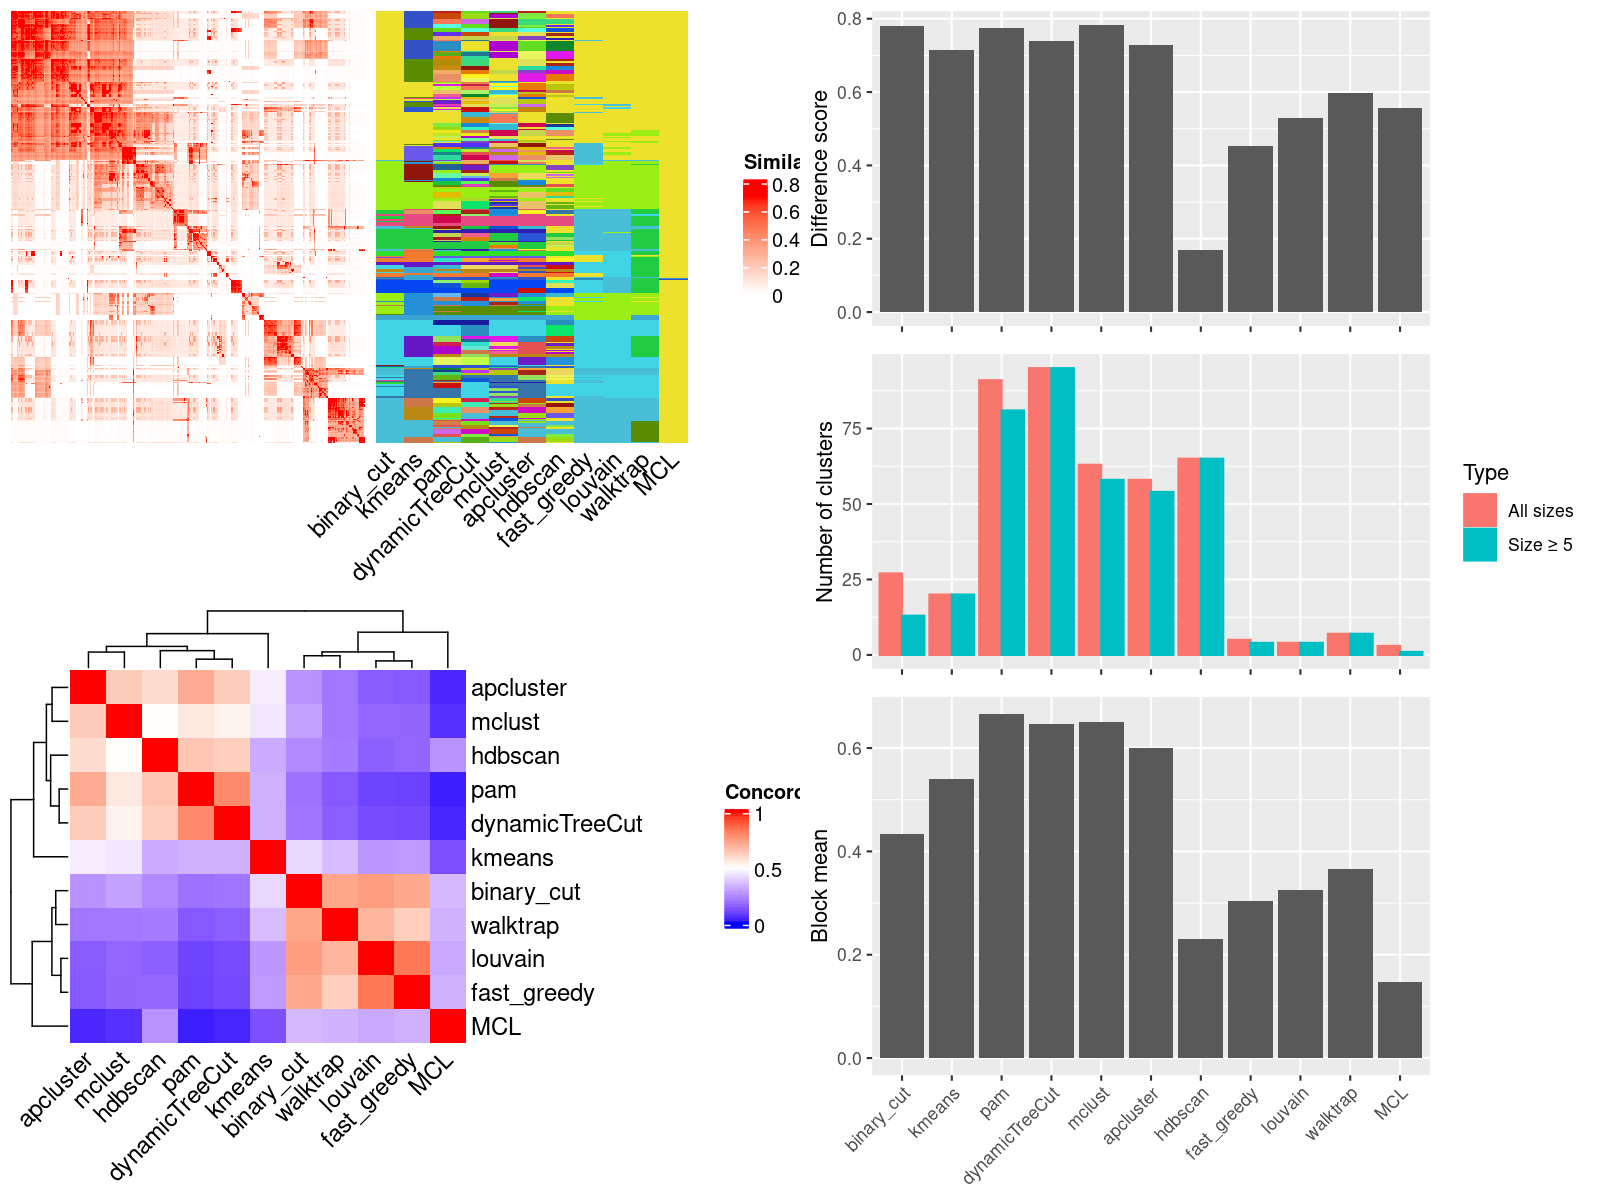 Simila
0.8
0.6
0.4
0.2
0
binary_cut
kmeans
pam
dynamicTreeCut
mclust
apcluster
hdbscan
fast_greedy
louvain
walktrap
MCL
apcluster
mclust
hdbscan
pam
dynamicTreeCut
kmeans
binary_cut
walktrap
louvain
fast_greedy
MCL
apcluster
mclust
hdbscan
pam
dynamicTreeCut
kmeans
binary_cut
walktrap
louvain
fast_greedy
MCL
Concord
1
0.5
0
Difference score
0.8
0.6
0.4
0.2
0.0
Number of clusters
75
50
25
0
Type
All sizes
Size ≥ 5
Block mean
0.6
0.4
0.2
0.0
binary_cut
kmeans
pam
dynamicTreeCut
mclust
apcluster
hdbscan
fast_greedy
louvain
walktrap
MCL